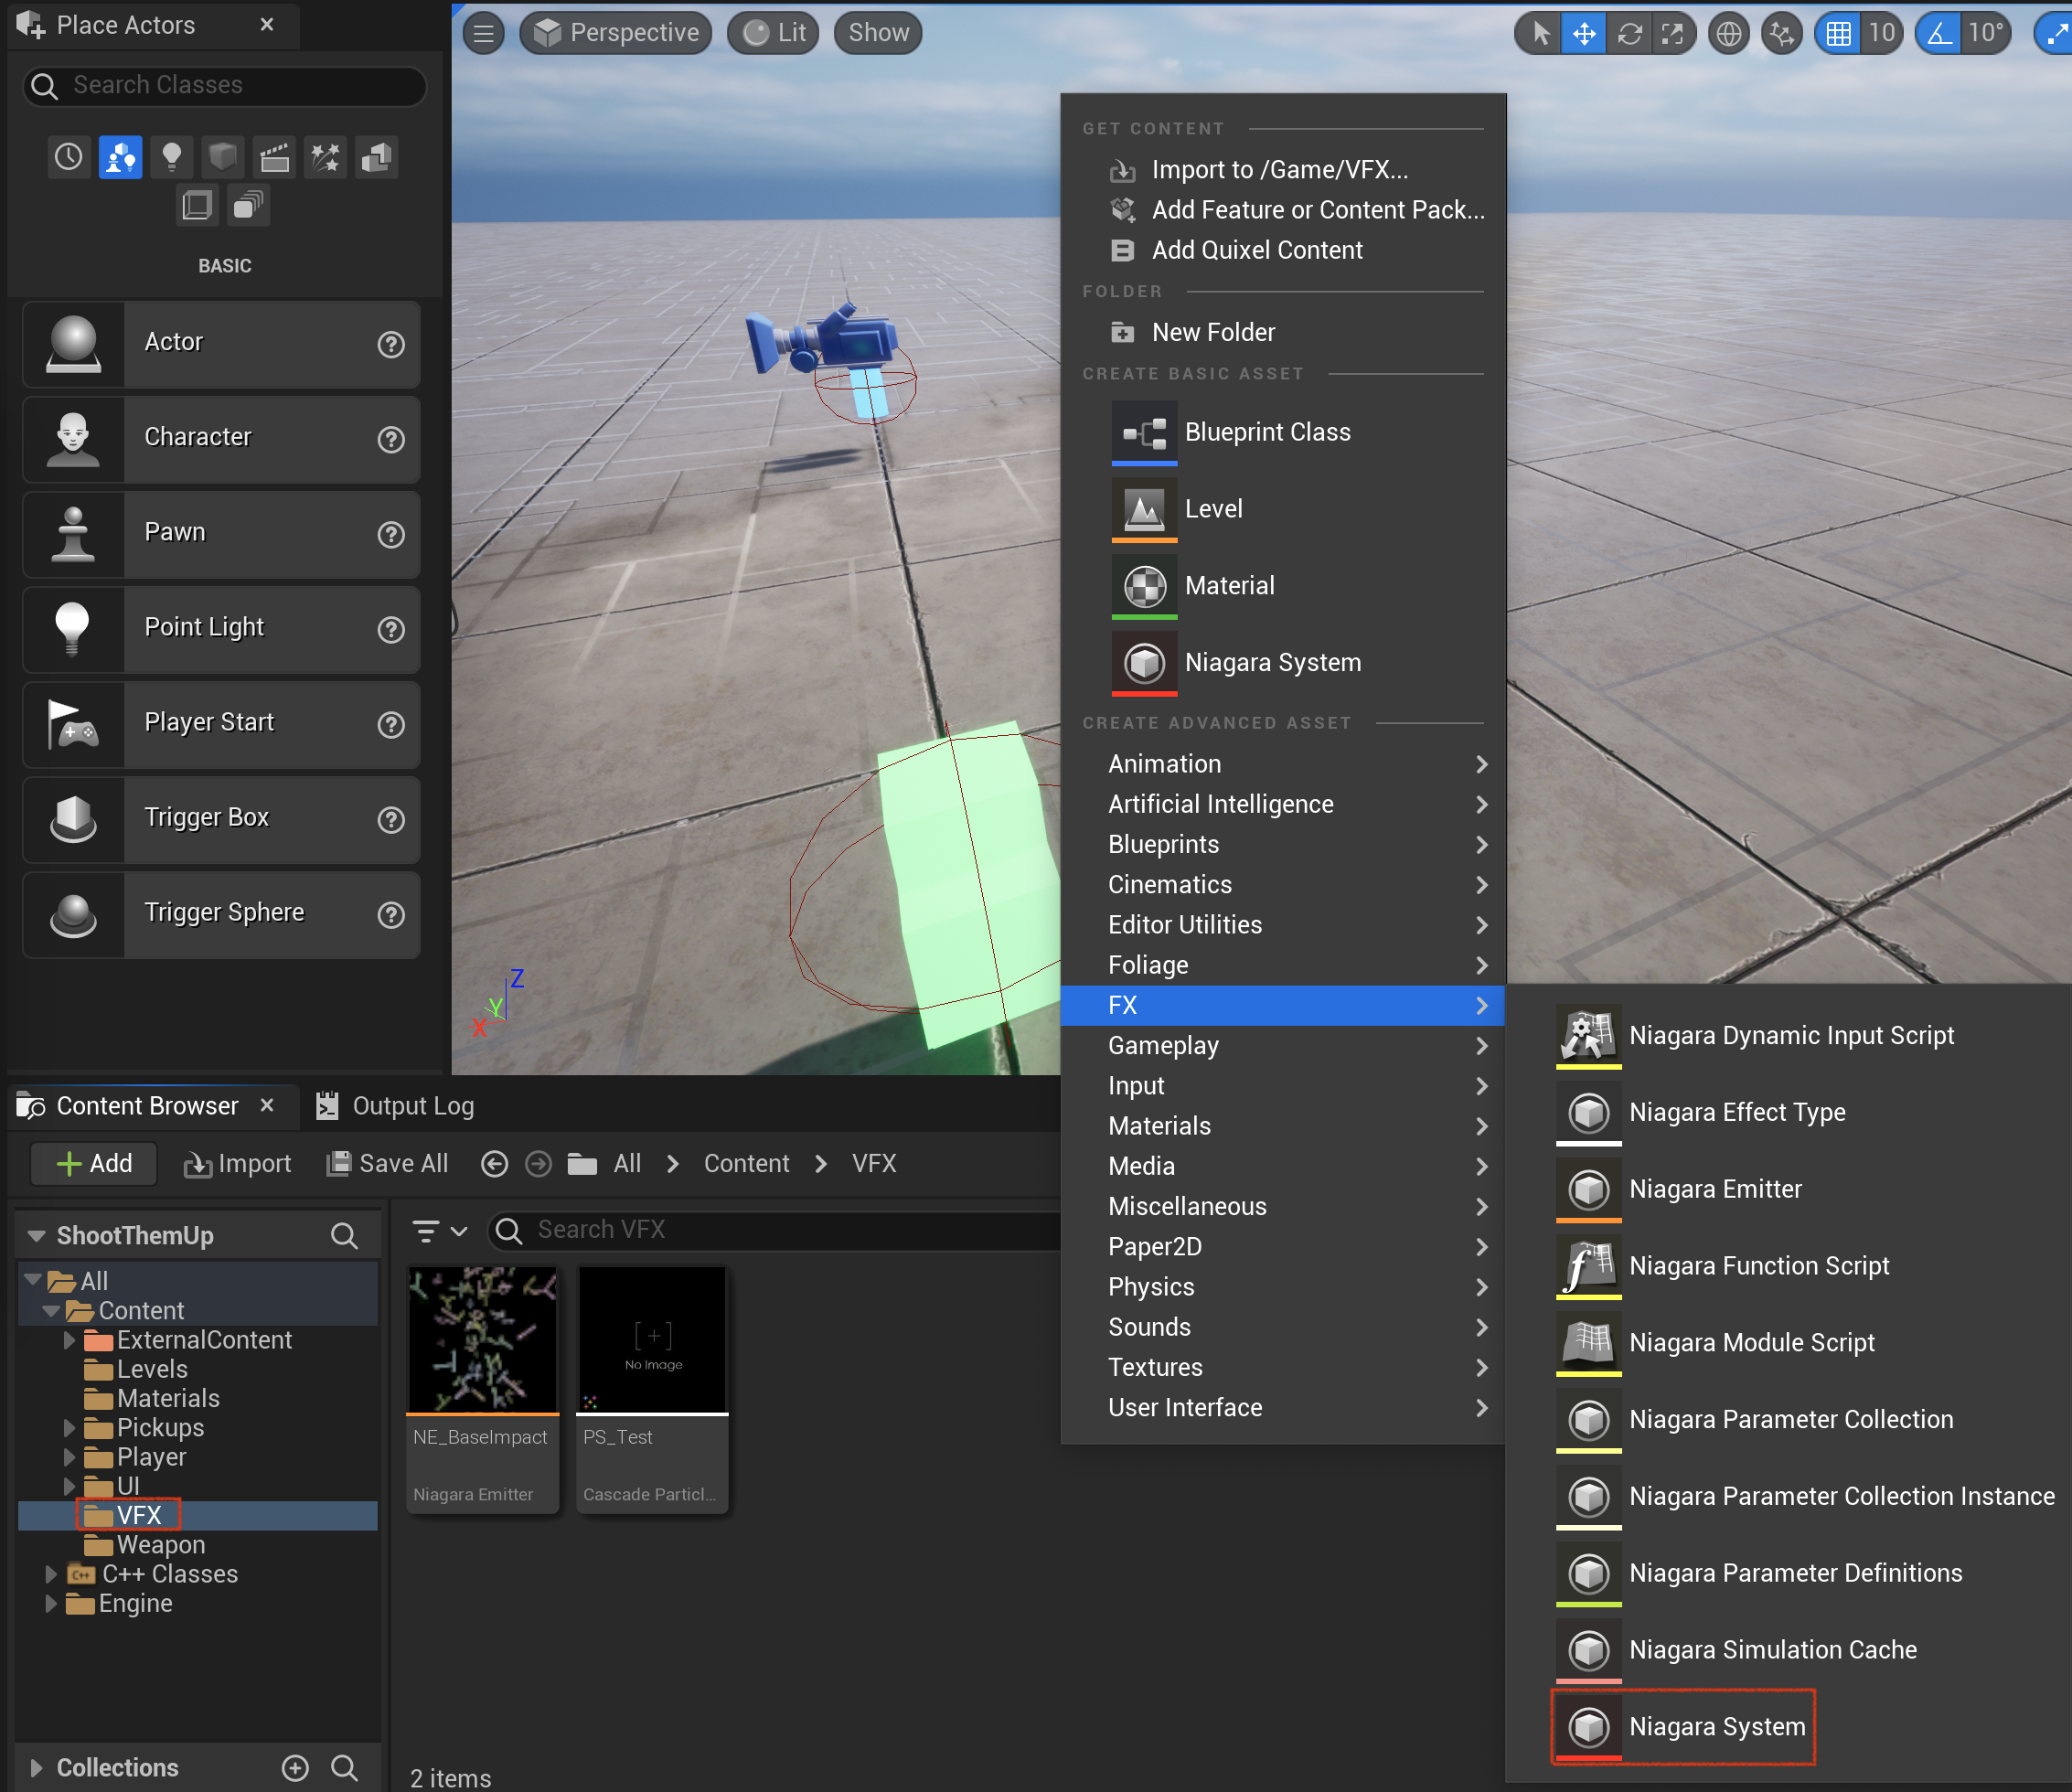 Place Actors
Search Classes
BASIC
Actor
Character
Pawn
Point Light
Player Start
Trigger Box
Trigger Sphere
Perspective
Lit
Show
10
10°
Z
Y
X
GET CONTENT
Import to /Game/VFX...
Add Feature or Content Pack...
Add Quixel Content
FOLDER
New Folder
CREATE BASIC ASSET
Blueprint Class
Level
Material
Niagara System
CREATE ADVANCED ASSET
Animation
Artificial Intelligence
Blueprints
Cinematics
Editor Utilities
Foliage
FX
Gameplay
Input
Materials
Media
Miscellaneous
Paper2D
Physics
Sounds
Textures
User Interface
Niagara Dynamic Input Script
Niagara Effect Type
Niagara Emitter
Niagara Function Script
Niagara Module Script
Niagara Parameter Collection
Niagara Parameter Collection Instance
Niagara Parameter Definitions
Niagara Simulation Cache
Niagara System
Content Browser
Output Log
Add
Import
Save All
All
Content
VFX
ShootThemUp
All
Content
ExternalContent
Levels
Materials
Pickups
Player
UI
VFX
Weapon
C++ C++ Classes
Engine
Collections
Search VFX
No Image
NE_BaseImpact
Niagara Emitter
PS_Test
Cascade Particl...
2 items